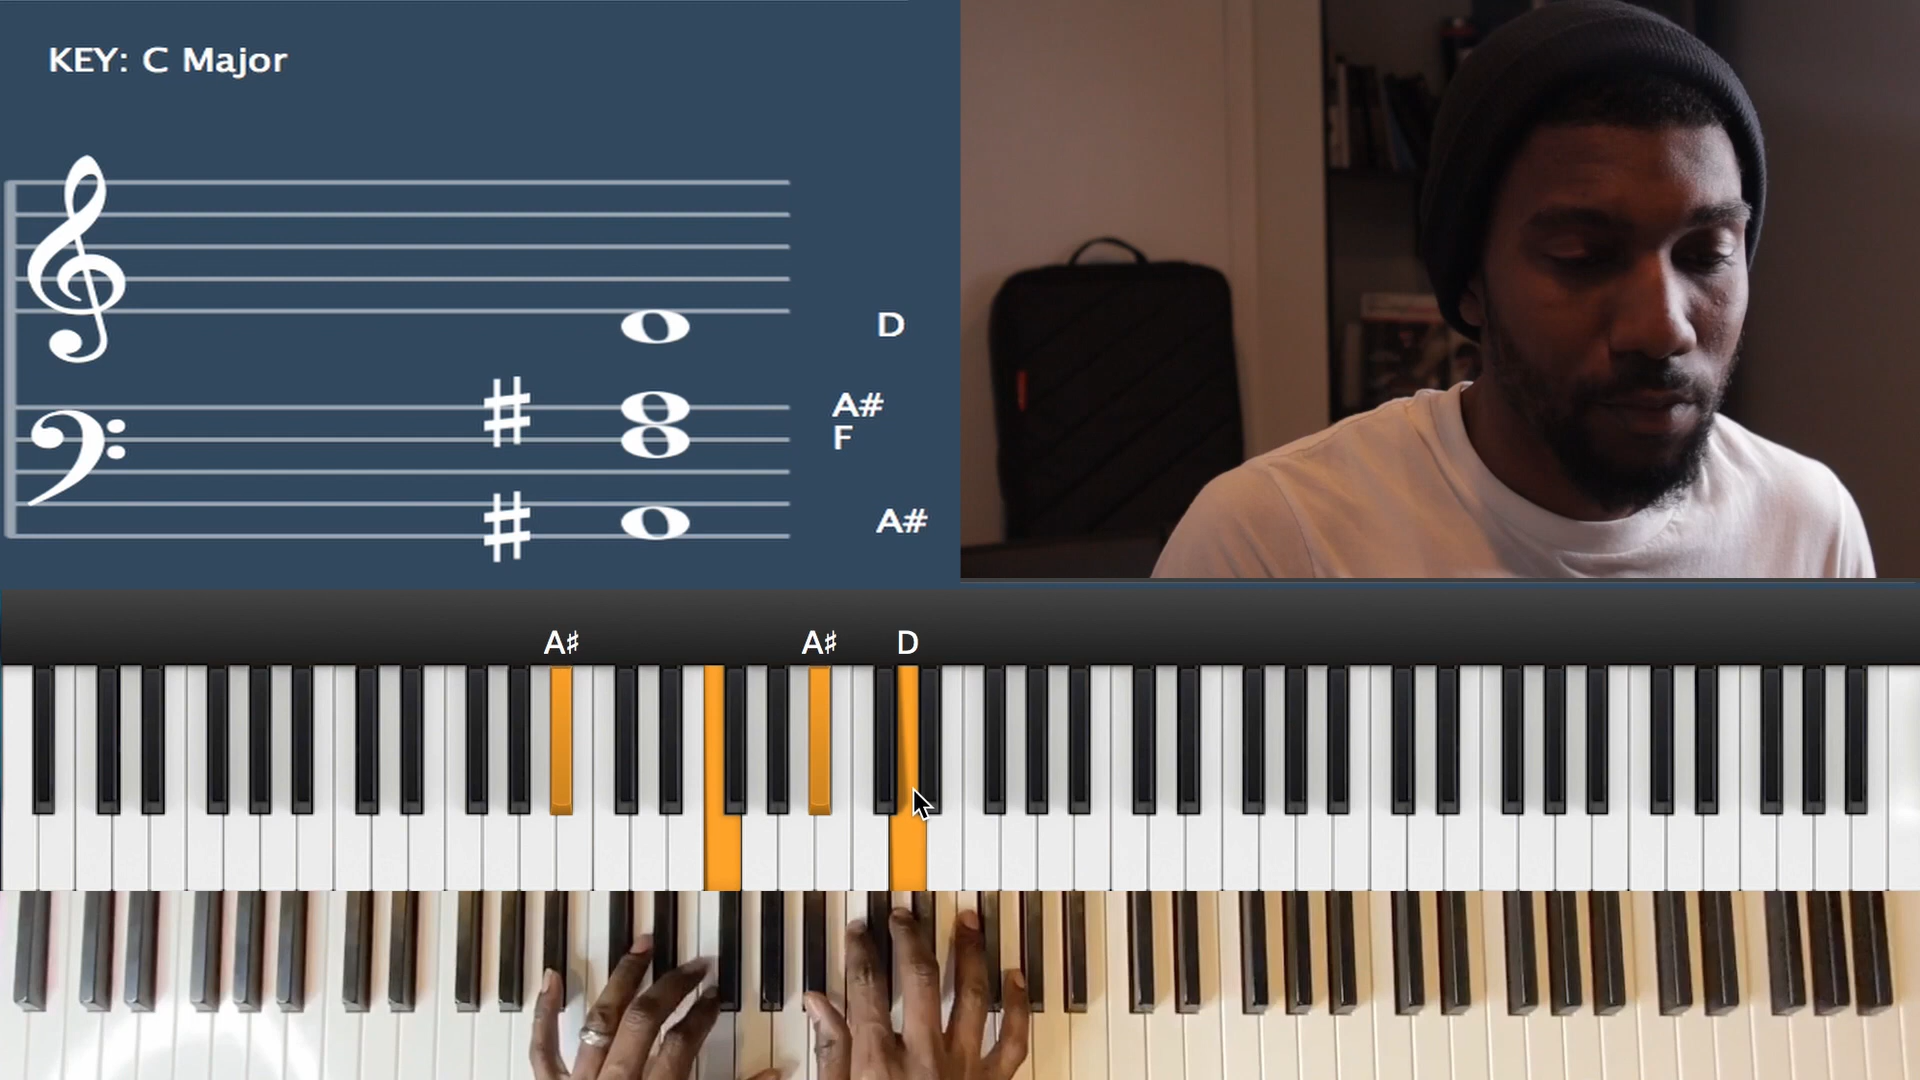 KEY: C Major
D
A#
F
A#
A♯ A♯ D